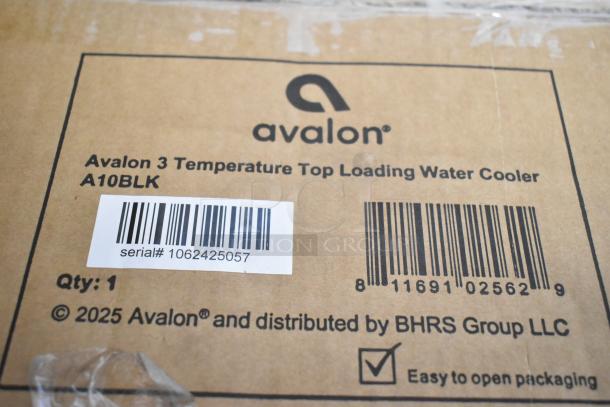 avalon®
Avalon 3 Temperature Top Loading Water Cooler
A10BLK
serial# 1062425057
8 11691 02562 9
Qty: 1
© 2025 Avalon® and distributed by BHRS Group LLC
Easy to open packaging